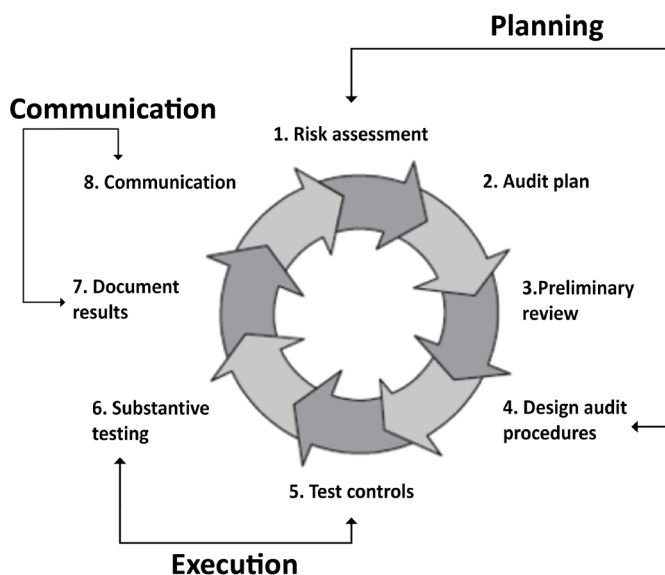 Planning
Communication
1. Risk assessment
8. Communication
2. Audit plan
7. Document
results
3.Preliminary
review
6. Substantive
testing
4. Design audit
procedures
5. Test controls
Execution